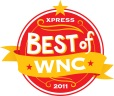 XPRESS
BEST of
WNC
2011